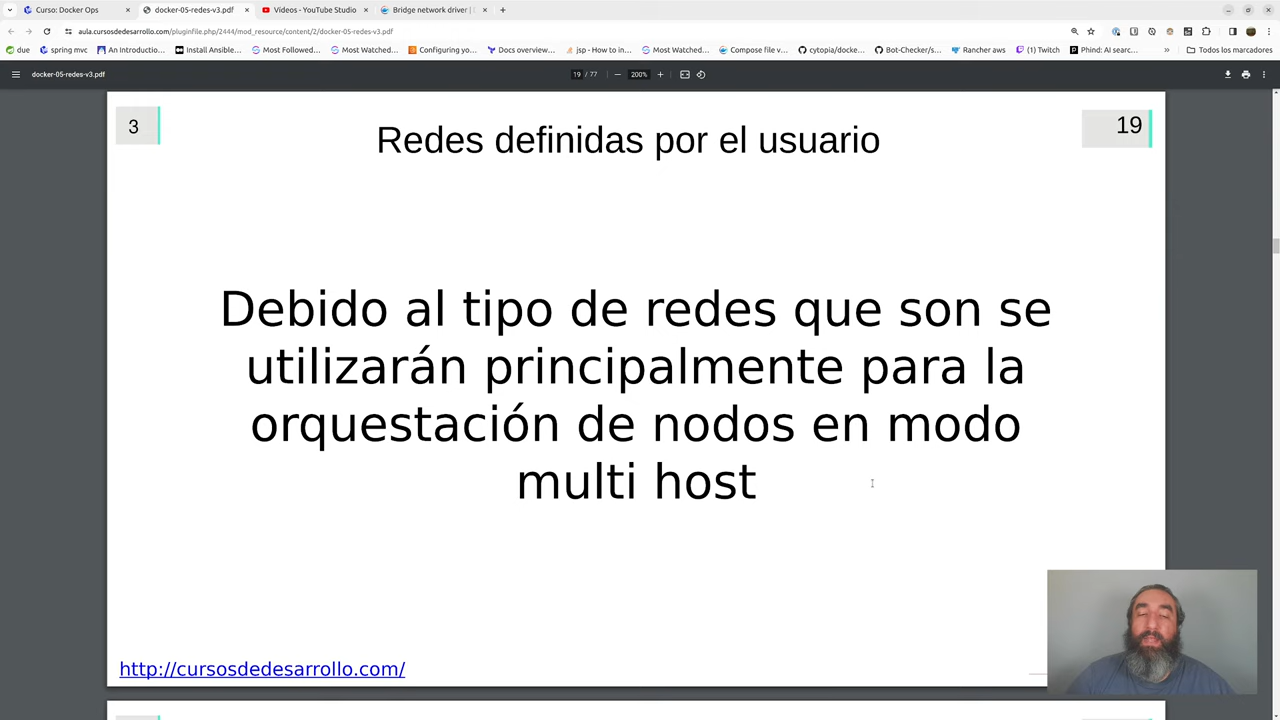 Curso: Docker Ops
docker-05-redes-v3.pdf
Vídeos - YouTube Studio
Bridge network driver |
aula.cursosdedesarrollo.com/pluginfile.php/2444/mod_resource/content/2/docker-05-redes-v3.pdf
due
spring mvc
An Introductio...
Install Ansible...
Most Followed...
Most Watched...
Configuring yo...
Docs overview...
jsp - How to in...
Most Watched...
Compose file v...
cytopia/docke...
Bot-Checker/s...
Rancher aws
(1) Twitch
Phind: AI searc...
»
Todos los marcadores
docker-05-redes-v3.pdf
19 / 77
200%
3
Redes definidas por el usuario
19
Debido al tipo de redes que son se
utilizarán principalmente para la
orquestación de nodos en modo
multi host
http://cursosdedesarrollo.com/